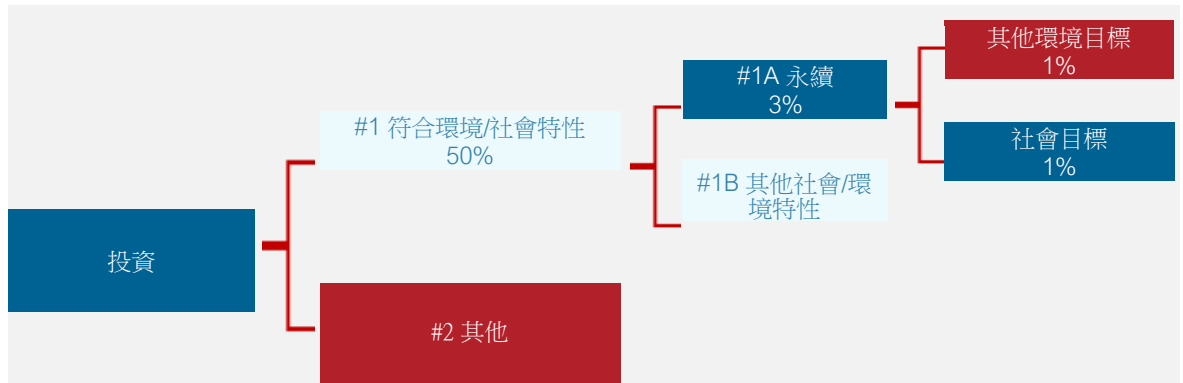 投資
#1 符合環境/社會特性
50%
#2 其他
#1A 永續
3%
#1B 其他社會/環
境特性
其他環境目標
1%
社會目標
1%